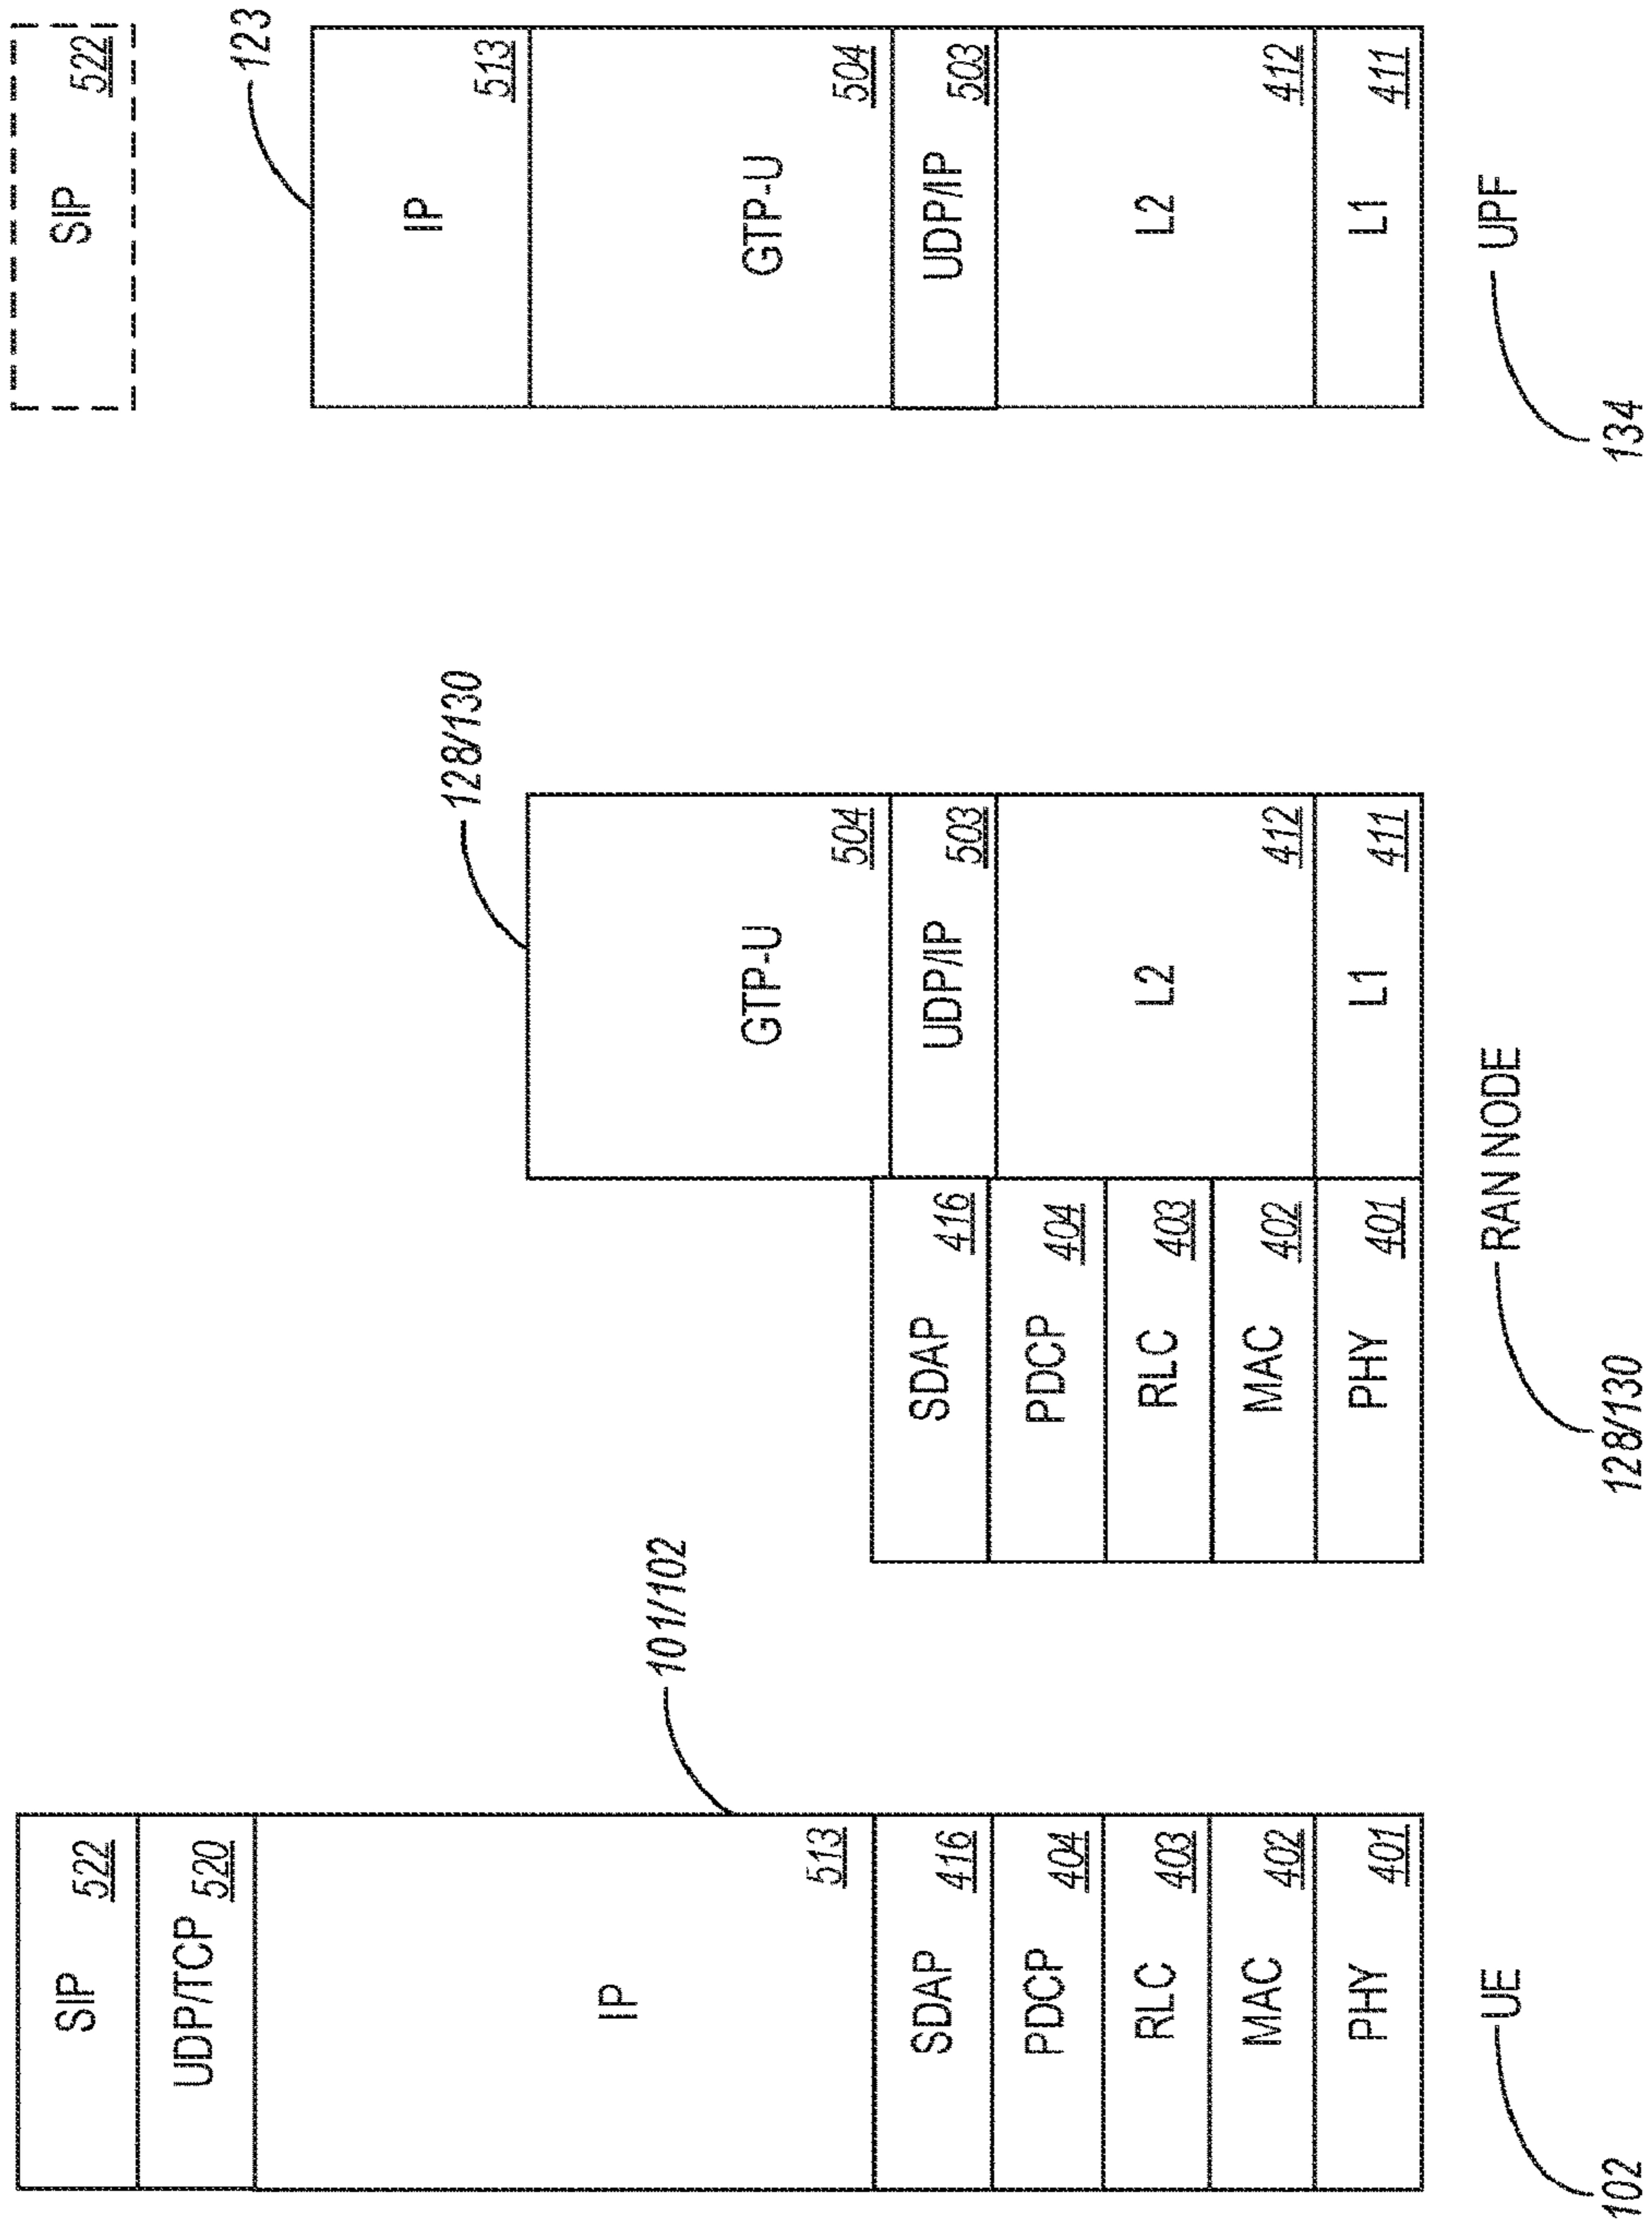 SIP 522
UDP/TCP 520
IP 513
SDAP 416
PDCP 404
RLC 403
MAC 402
PHY 401
101/102
UE
102
SDAP 416
PDCP 404
RLC 403
MAC 402
PHY 401
GTP-U 504
UDP/IP 503
L2 412
L1 411
128/130
RAN NODE
128/130
SIP 522
123
IP 513
GTP-U 504
UDP/IP 503
L2 412
L1 411
UPF
134